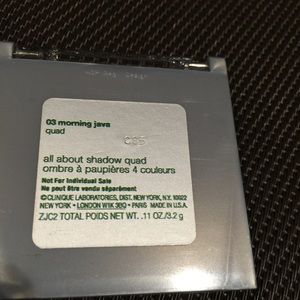 03 morning java
quad
C65
all about shadow quad
ombre à paupières 4 couleurs
Not For Individual Sale
Ne peut être vendu séparément
©CLINIQUE LABORATORIES, DIST. NEW YORK, N.Y. 10022
NEW YORK • LONDON W1K 3BQ • PARIS MADE IN U.S.A.
ZJC2 TOTAL POIDS NET WT. .11 OZ./3.2 g